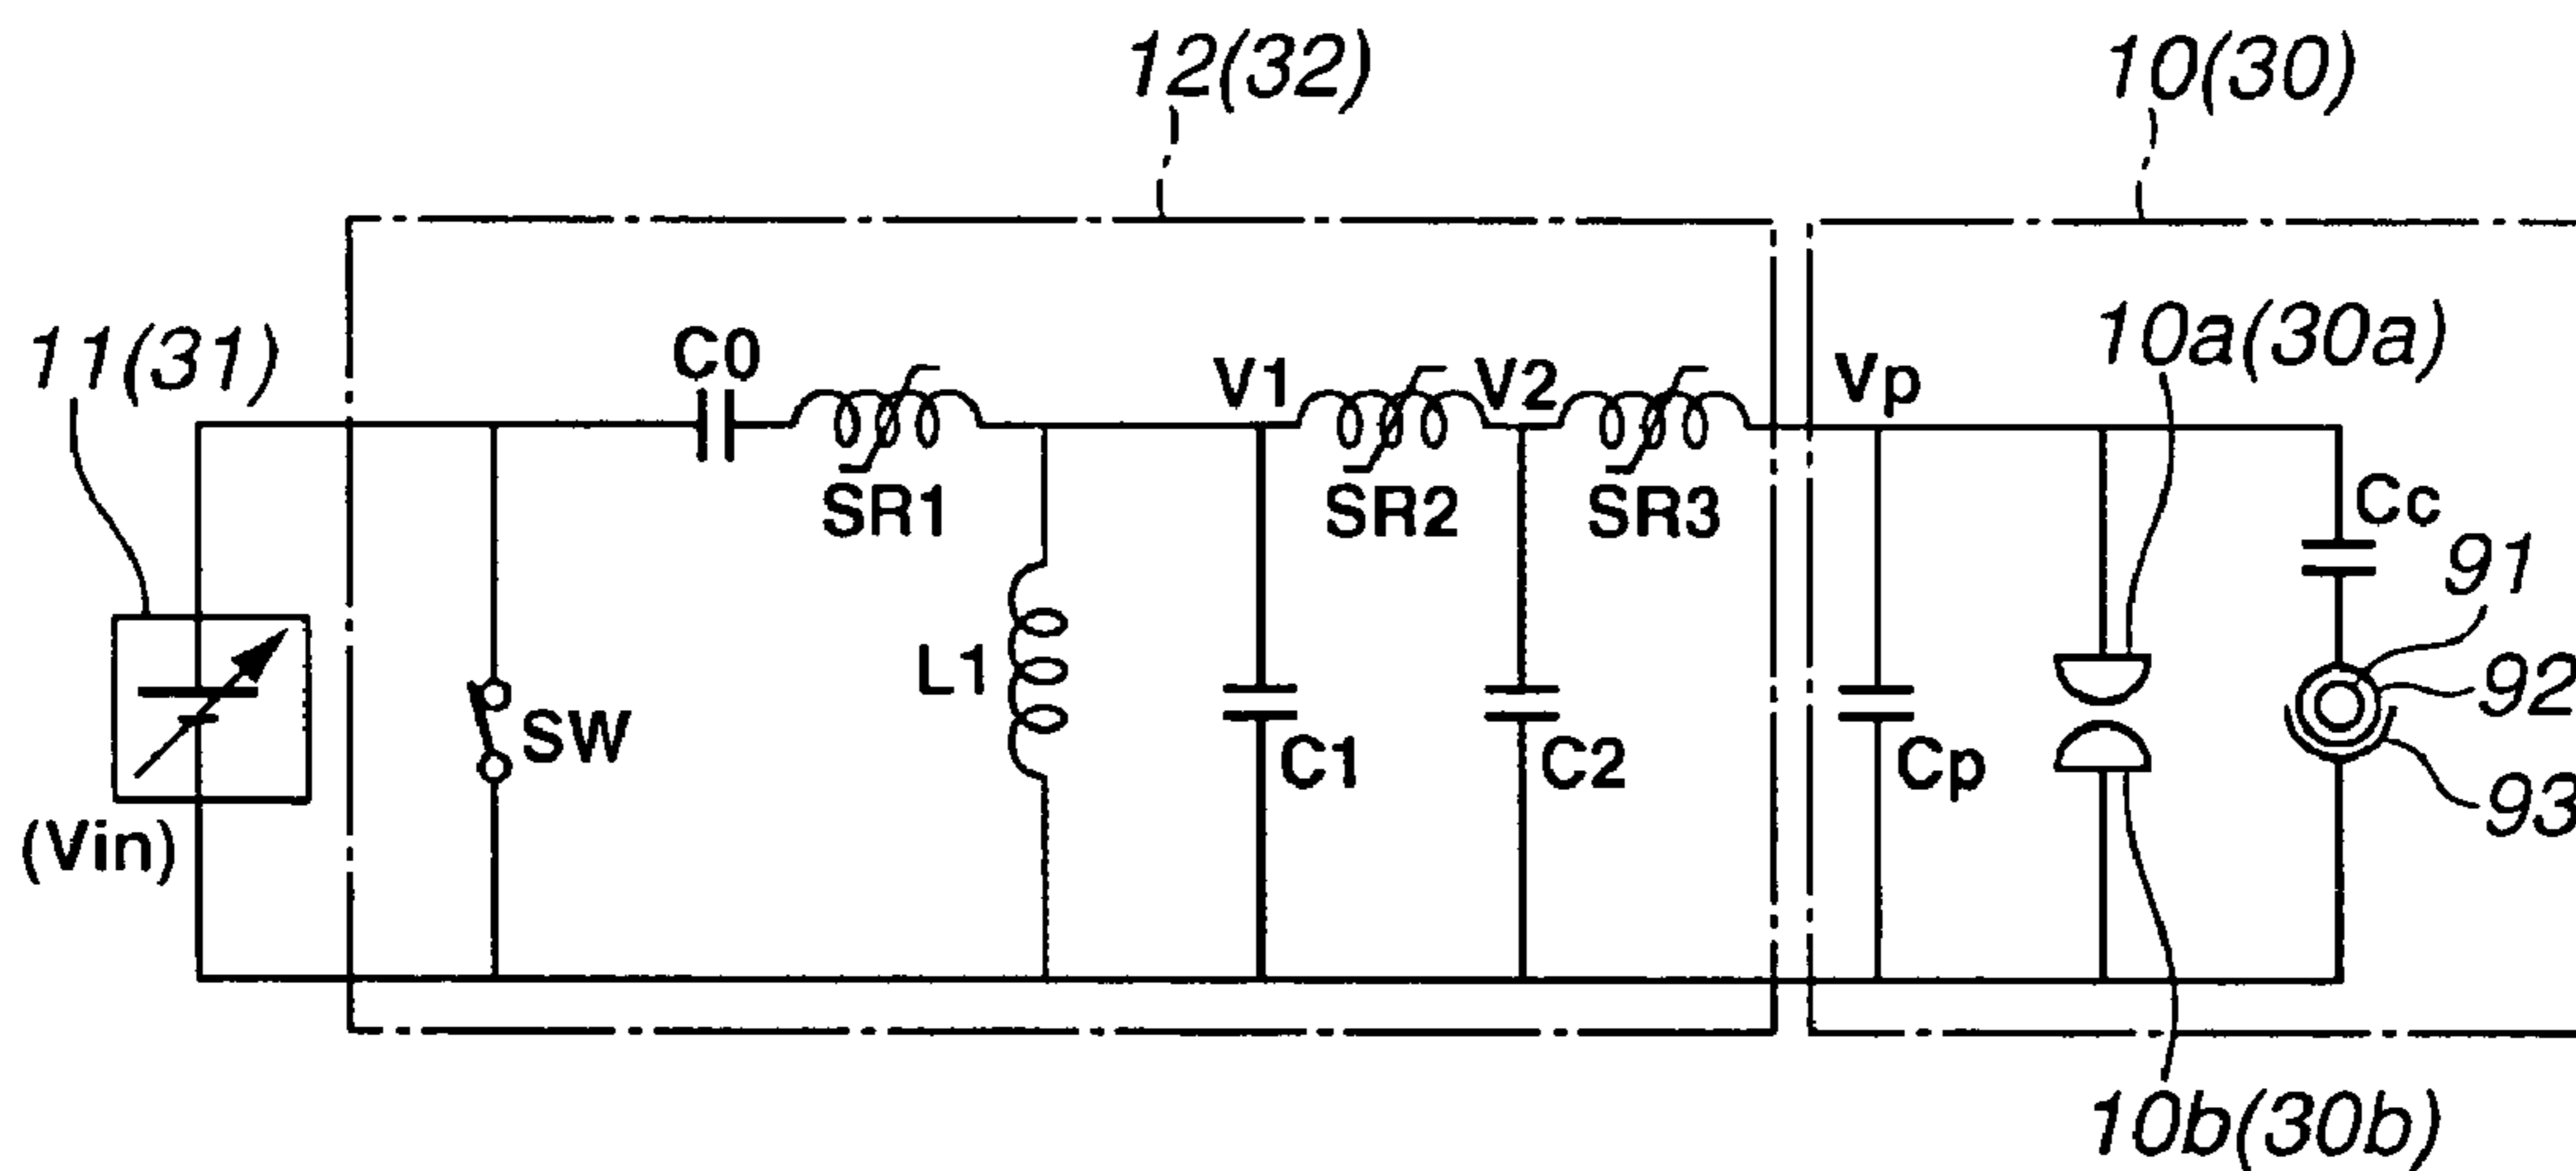 12(32)
10(30)
11(31)
C0
V1
V2
Vp
10a(30a)
SR1
SR2
SR3
Cc
91
L1
92
SW
C1
C2
Cp
93
(Vin)
10b(30b)